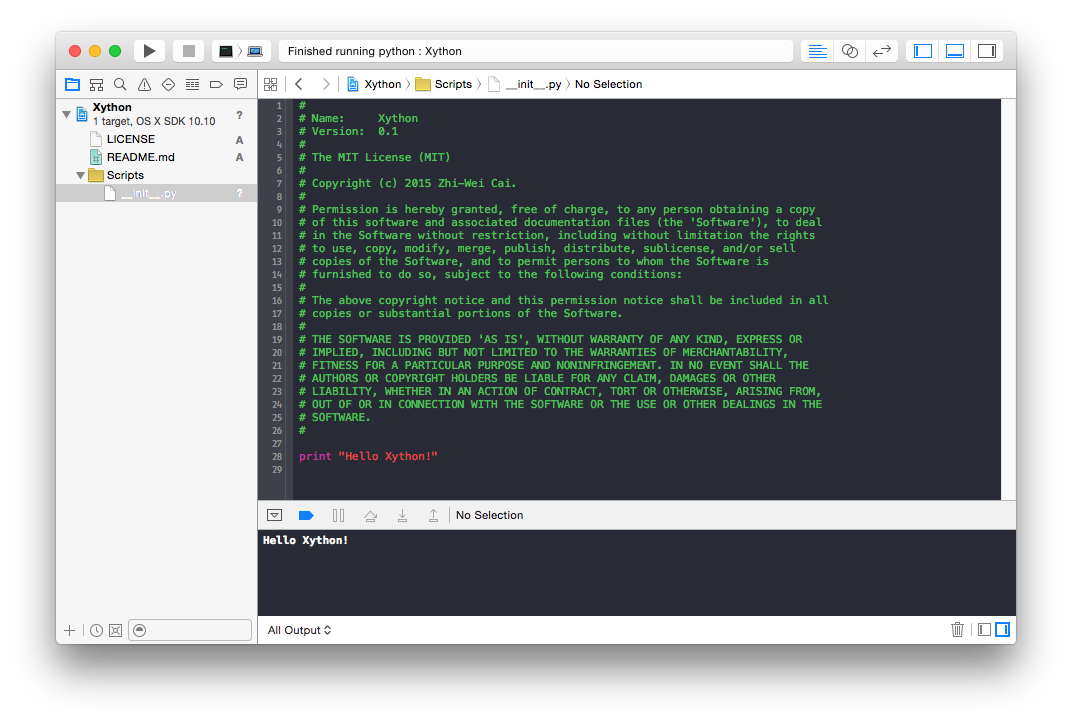 Finished running python : Xython
Xython
1 target, OS X SDK 10.10
?
LICENSE
A
README.md
A
Scripts
__init__.py
?
Xython
Scripts
__init__.py
No Selection
1 #
2 # Name:     Xython
3 # Version:  0.1
4 #
5 # The MIT License (MIT)
6 #
7 # Copyright (c) 2015 Zhi-Wei Cai.
8 #
9 # Permission is hereby granted, free of charge, to any person obtaining a copy
10 # of this software and associated documentation files (the 'Software'), to deal
11 # in the Software without restriction, including without limitation the rights
12 # to use, copy, modify, merge, publish, distribute, sublicense, and/or sell
13 # copies of the Software, and to permit persons to whom the Software is
14 # furnished to do so, subject to the following conditions:
15 #
16 # The above copyright notice and this permission notice shall be included in all
17 # copies or substantial portions of the Software.
18 #
19 # THE SOFTWARE IS PROVIDED 'AS IS', WITHOUT WARRANTY OF ANY KIND, EXPRESS OR
20 # IMPLIED, INCLUDING BUT NOT LIMITED TO THE WARRANTIES OF MERCHANTABILITY,
21 # FITNESS FOR A PARTICULAR PURPOSE AND NONINFRINGEMENT. IN NO EVENT SHALL THE
22 # AUTHORS OR COPYRIGHT HOLDERS BE LIABLE FOR ANY CLAIM, DAMAGES OR OTHER
23 # LIABILITY, WHETHER IN AN ACTION OF CONTRACT, TORT OR OTHERWISE, ARISING FROM,
24 # OUT OF OR IN CONNECTION WITH THE SOFTWARE OR THE USE OR OTHER DEALINGS IN THE
25 # SOFTWARE.
26 #
27
28 print "Hello Xython!"
29
No Selection
Hello Xython!
All Output